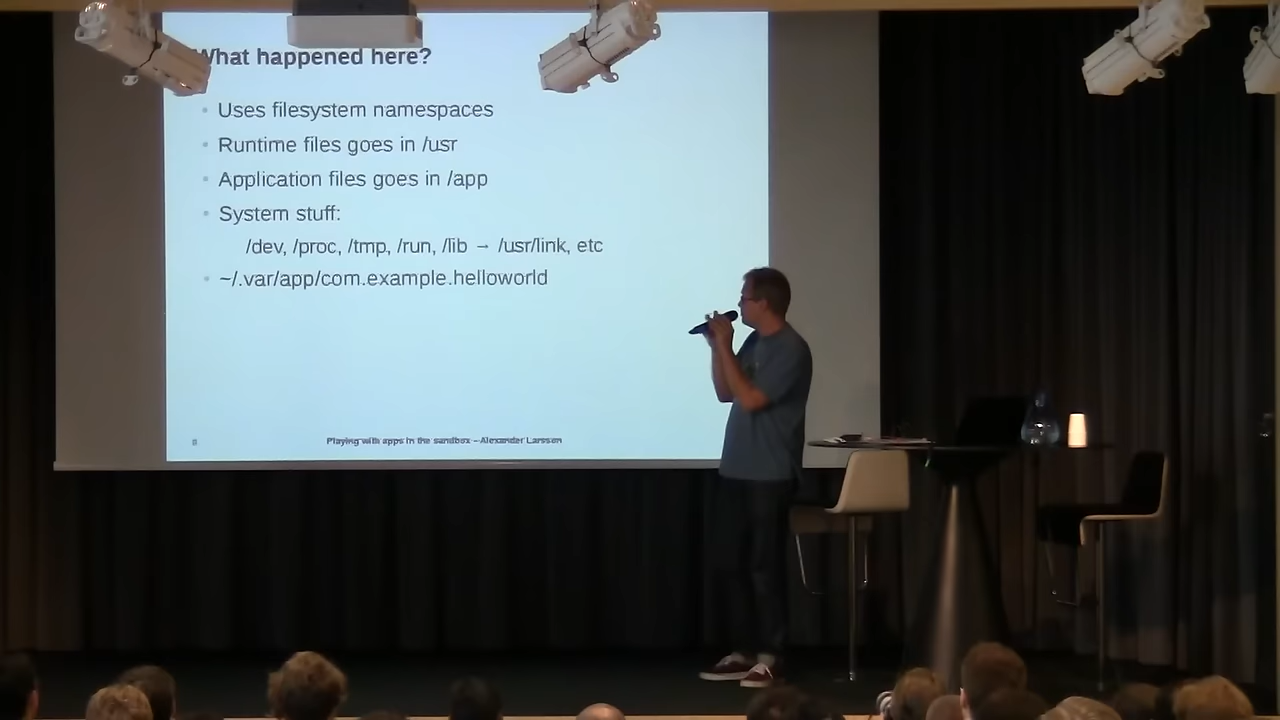 What happened here?
• Uses filesystem namespaces
• Runtime files goes in /usr
• Application files goes in /app
• System stuff:
/dev, /proc, /tmp, /run, /lib → /usr/link, etc
• ~/.var/app/com.example.helloworld
8
Playing with apps in the sandbox – Alexander Larsson